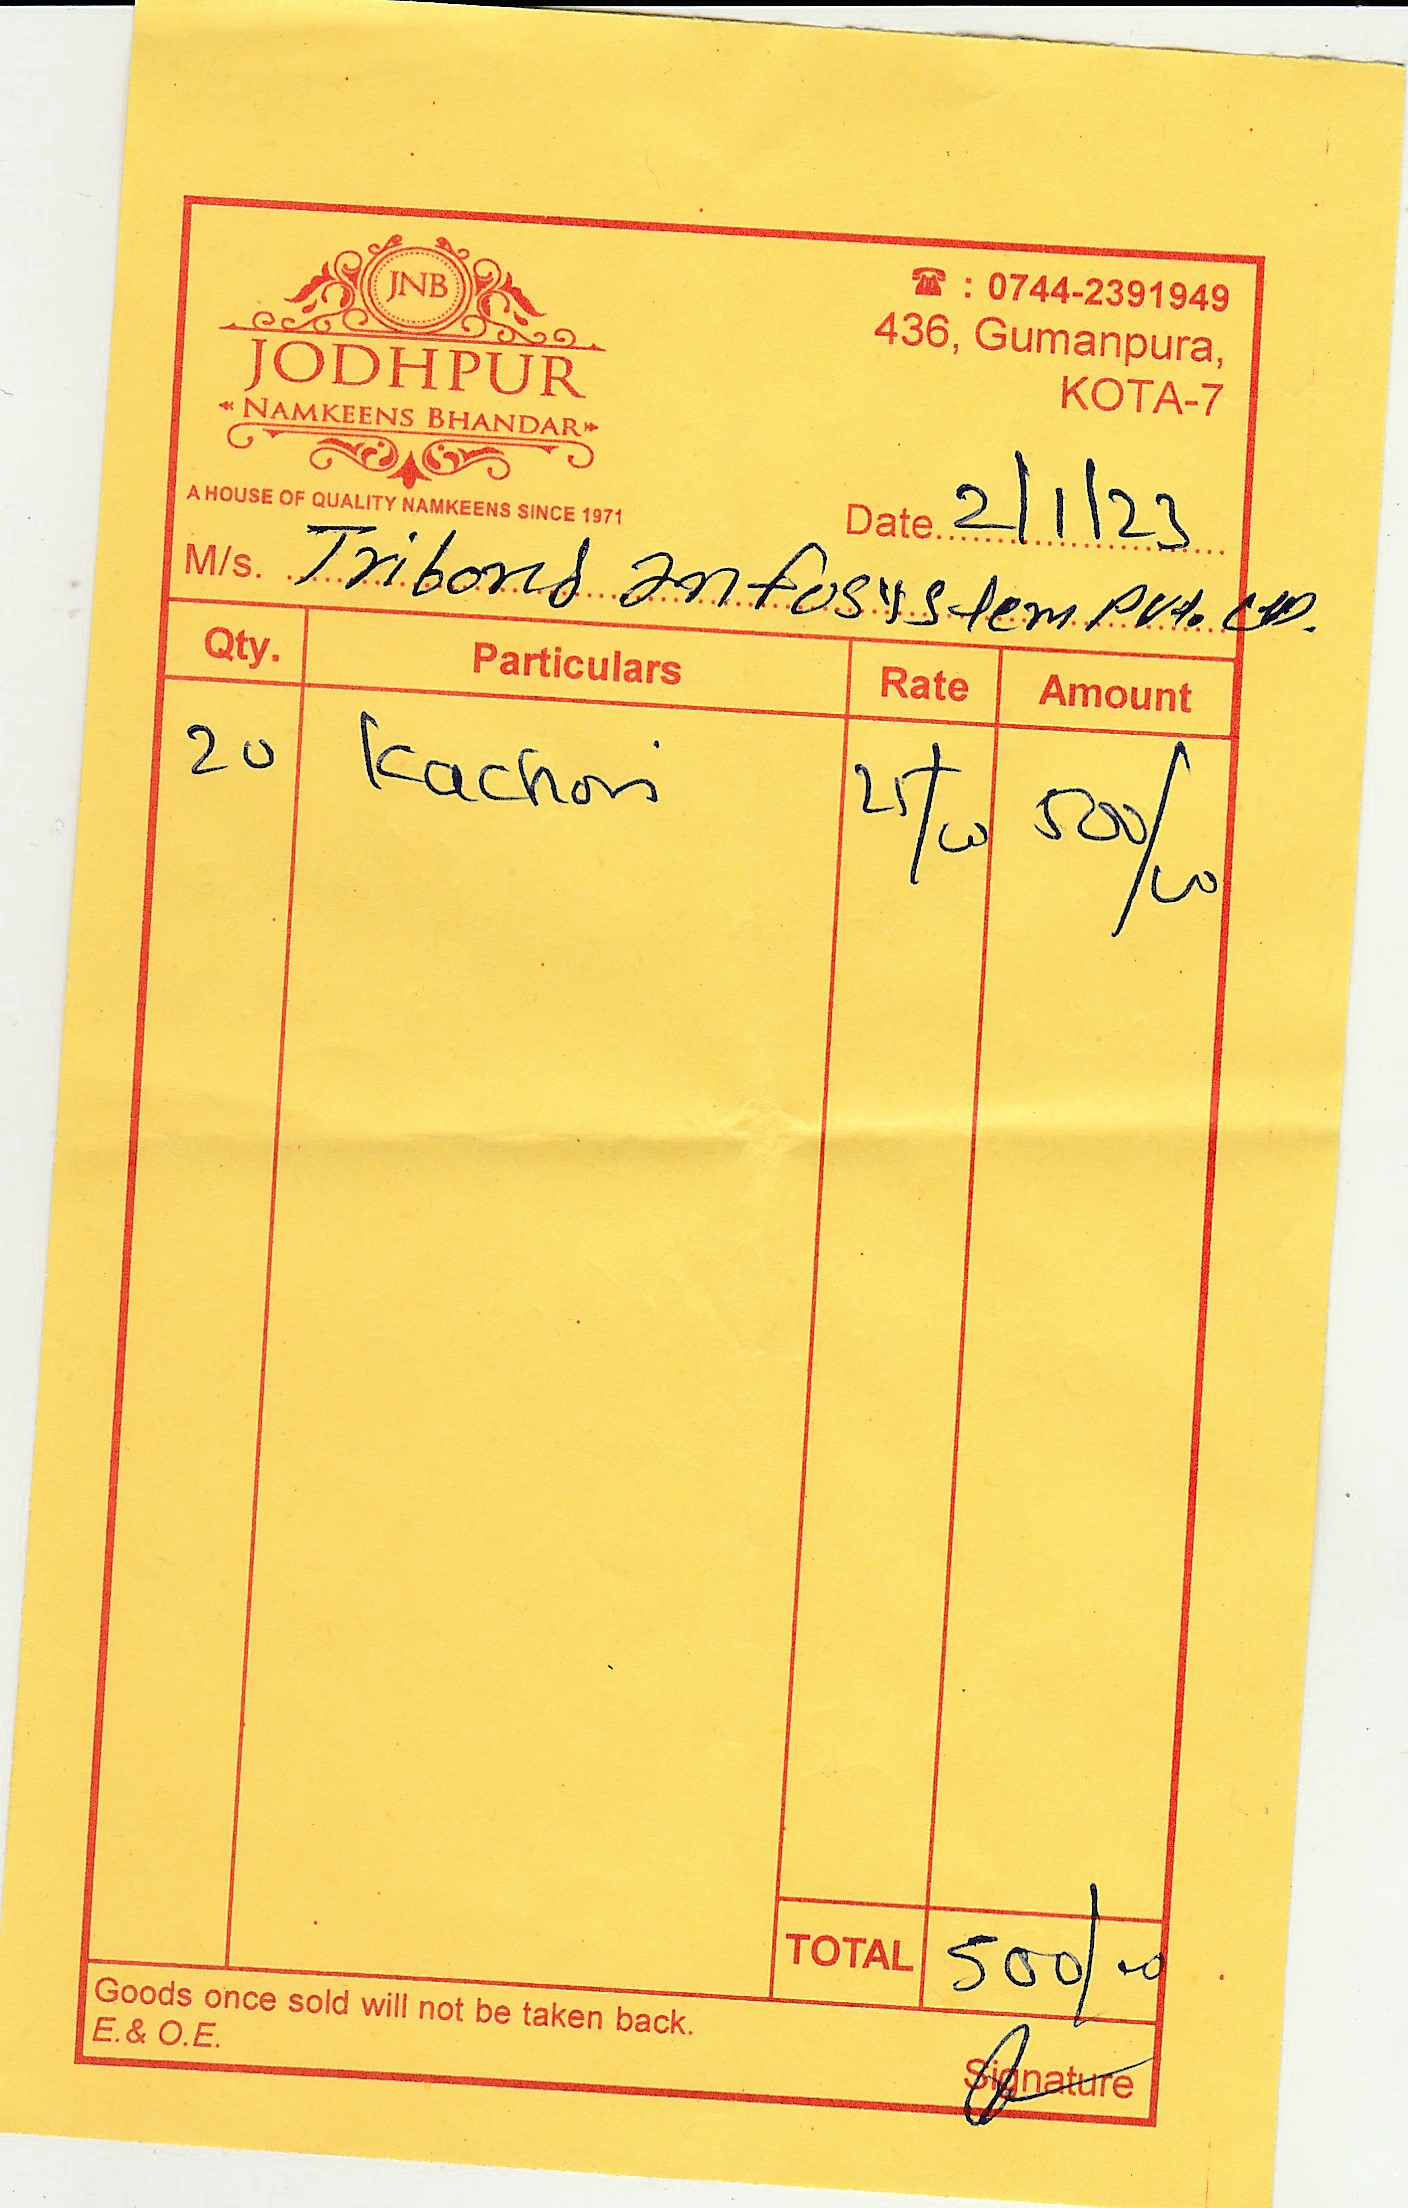 JNB
JODHPUR
NAMKEENS BHANDAR
A HOUSE OF QUALITY NAMKEENS SINCE 1971
☎ : 0744-2391949
436, Gumanpura,
KOTA-7
Date 2/1/23
M/s. Tribond Infosystem Pvt. LTD.
Qty. Particulars Rate Amount
20 Kachori 25/00 500/00
TOTAL 500/00
Goods once sold will not be taken back.
E. & O.E.
Signature